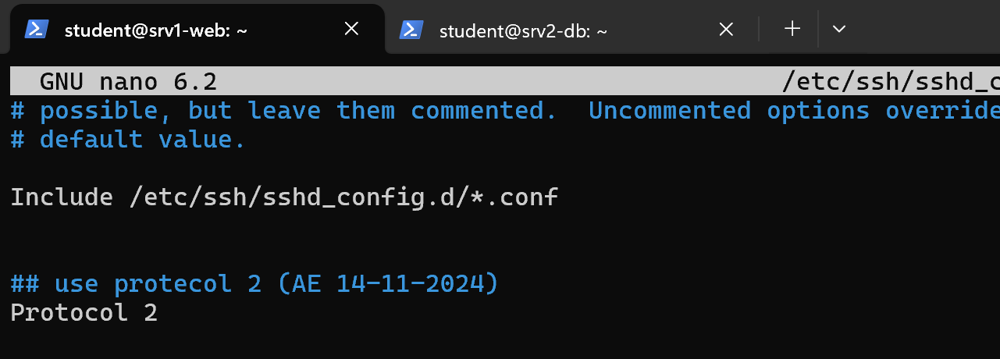 student@srv1-web: ~
student@srv2-db: ~
GNU nano 6.2 /etc/ssh/sshd_c
# possible, but leave them commented.  Uncommented options override
# default value.
Include /etc/ssh/sshd_config.d/*.conf
## use protecol 2 (AE 14-11-2024)
Protocol 2